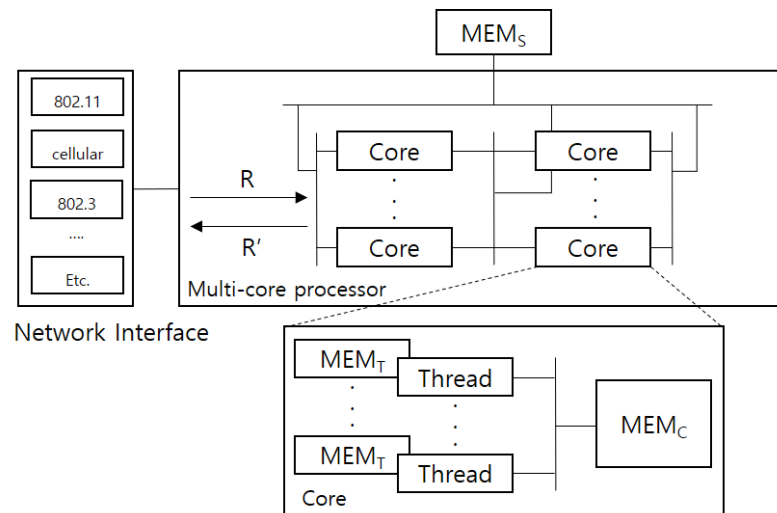 MEMS
802.11
cellular
802.3
....
Etc.
Network Interface
R
R'
Core
Core
Core
Core
Multi-core processor
MEMT
Thread
MEMT
Thread
MEMC
Core